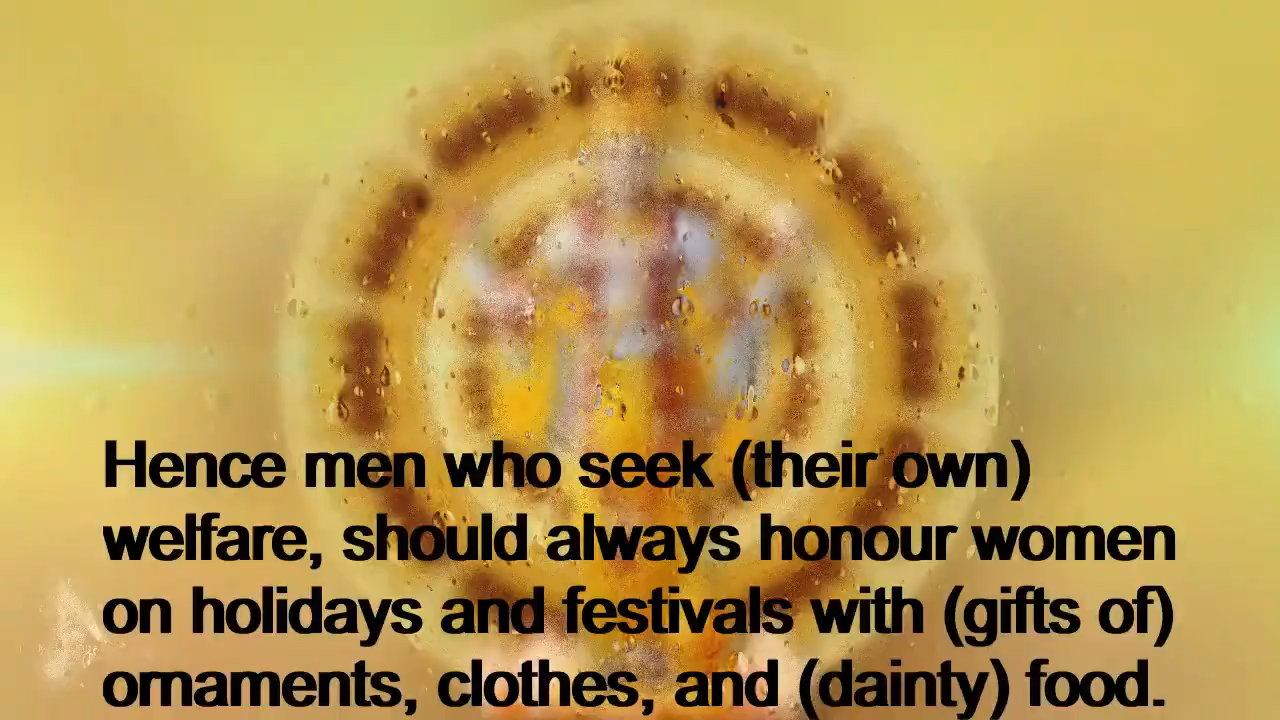 Hence men who seek (their own)
welfare, should always honour women
on holidays and festivals with (gifts of)
ornaments, clothes, and (dainty) food.